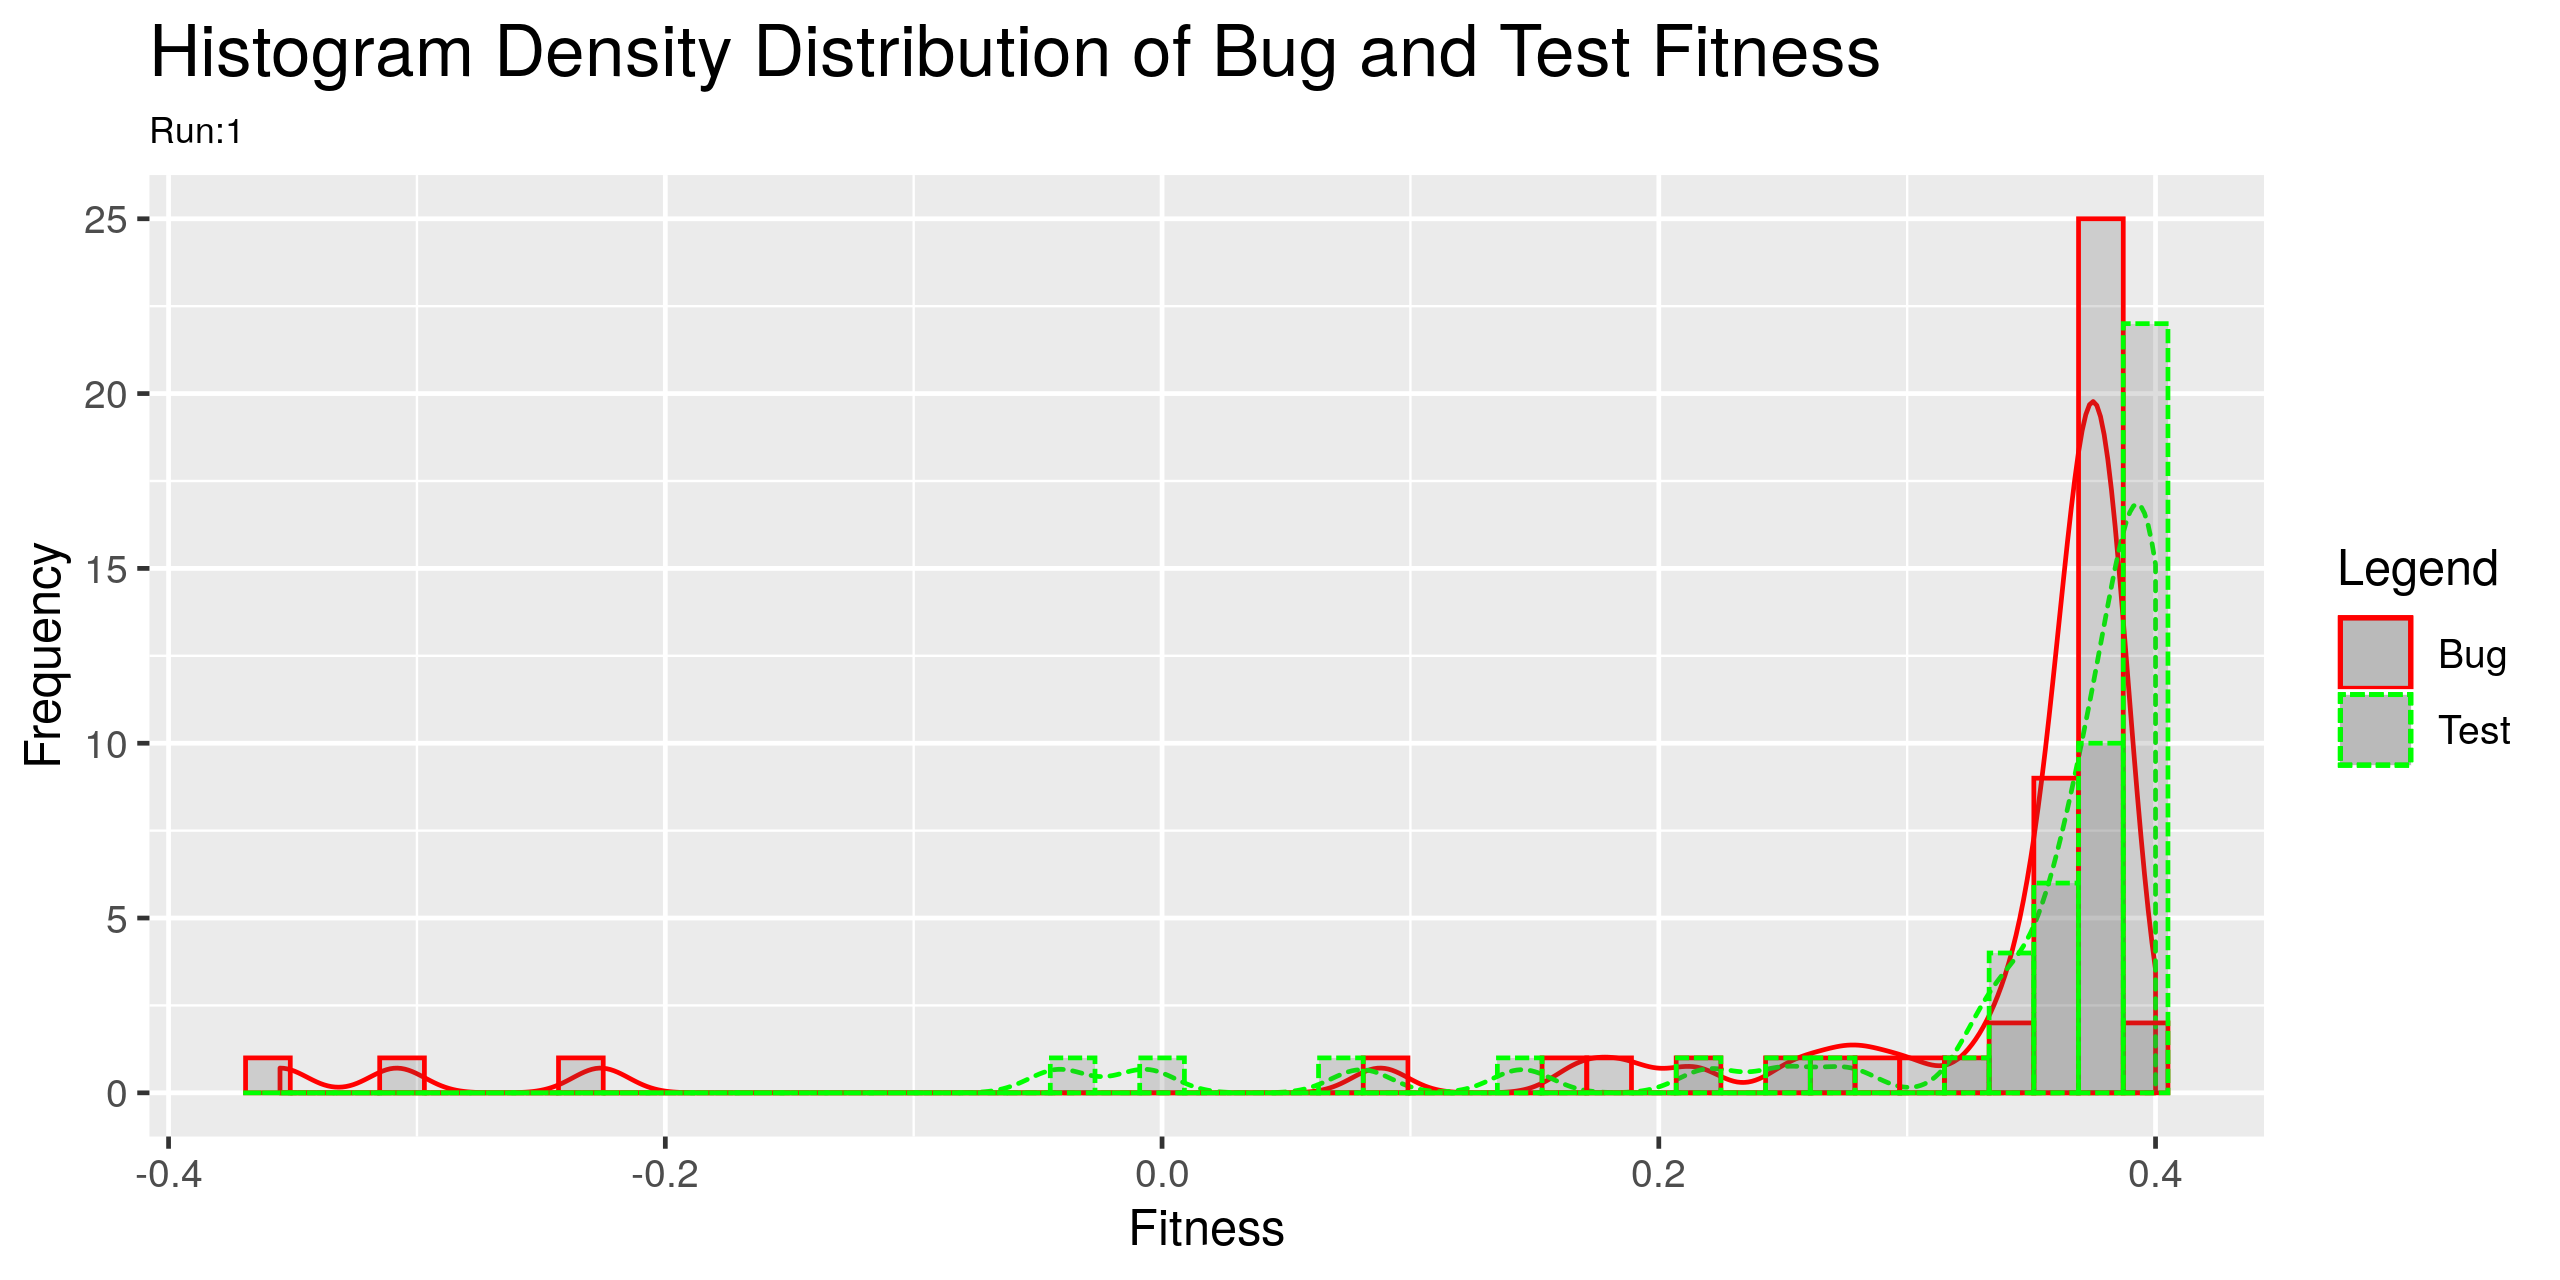 Histogram Density Distribution of Bug and Test Fitness
Run:1
Frequency
25
20
15
10
5
0
-0.4
-0.2
0.0
0.2
0.4
Fitness
Legend
Bug
Test